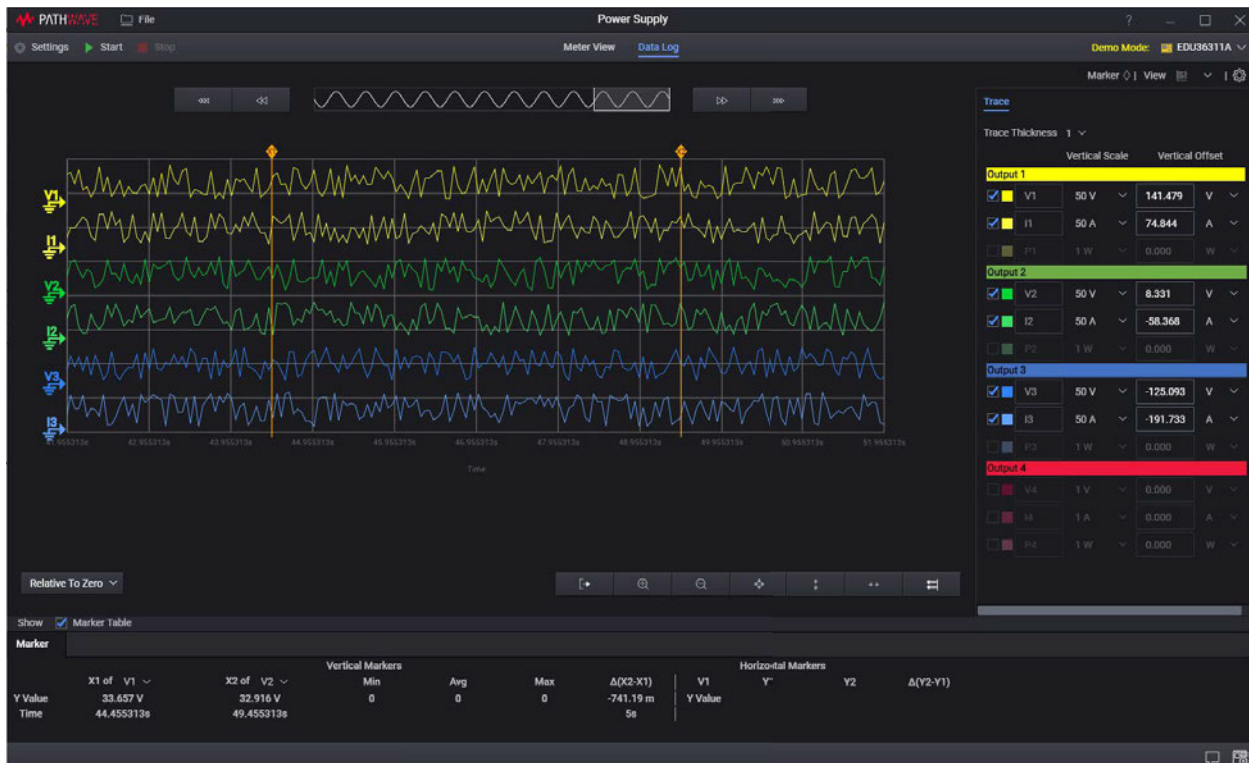 PATHWAVE File Power Supply ?
Settings Start Stop Meter View Data Log Demo Mode: EDU36311A
Marker | View |
Trace
Trace Thickness 1
Vertical Scale Vertical Offset
Output 1
V1 50 V 141.479 V
I1 50 A 74.844 A
P1 1 W 0.000 W
Output 2
V2 50 V 8.331 V
I2 50 A -58.368 A
P2 1 W 0.000 W
Output 3
V3 50 V -125.093 V
I3 50 A -191.733 A
P3 1 W 0.000 W
Output 4
V4 1 V 0.000 V
I4 1 A 0.000 A
P4 1 W 0.000 W
V1
I1
V2
I2
V3
I3
41.955313s 42.955313s 43.955313s 44.955313s 45.955313s 46.955313s 47.955313s 48.955313s 49.955313s 50.955313s 51.955313s
Time
Relative To Zero
Show Marker Table
Marker
Vertical Markers Horizontal Markers
X1 of V1 X2 of V2 Min Avg Max Δ(X2-X1) V1 Y2 Δ(Y2-Y1)
Y Value 33.657 V 32.916 V 0 0 0 -741.19 m Y Value
Time 44.455313s 49.455313s 5s